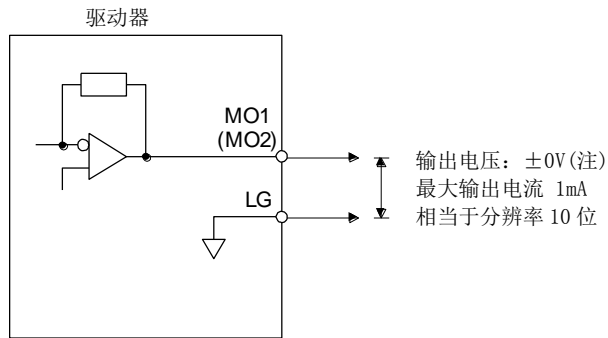 驱动器
MO1
(MO2)
LG
输出电压：±0V(注)
最大输出电流 1mA
相当于分辨率 10 位